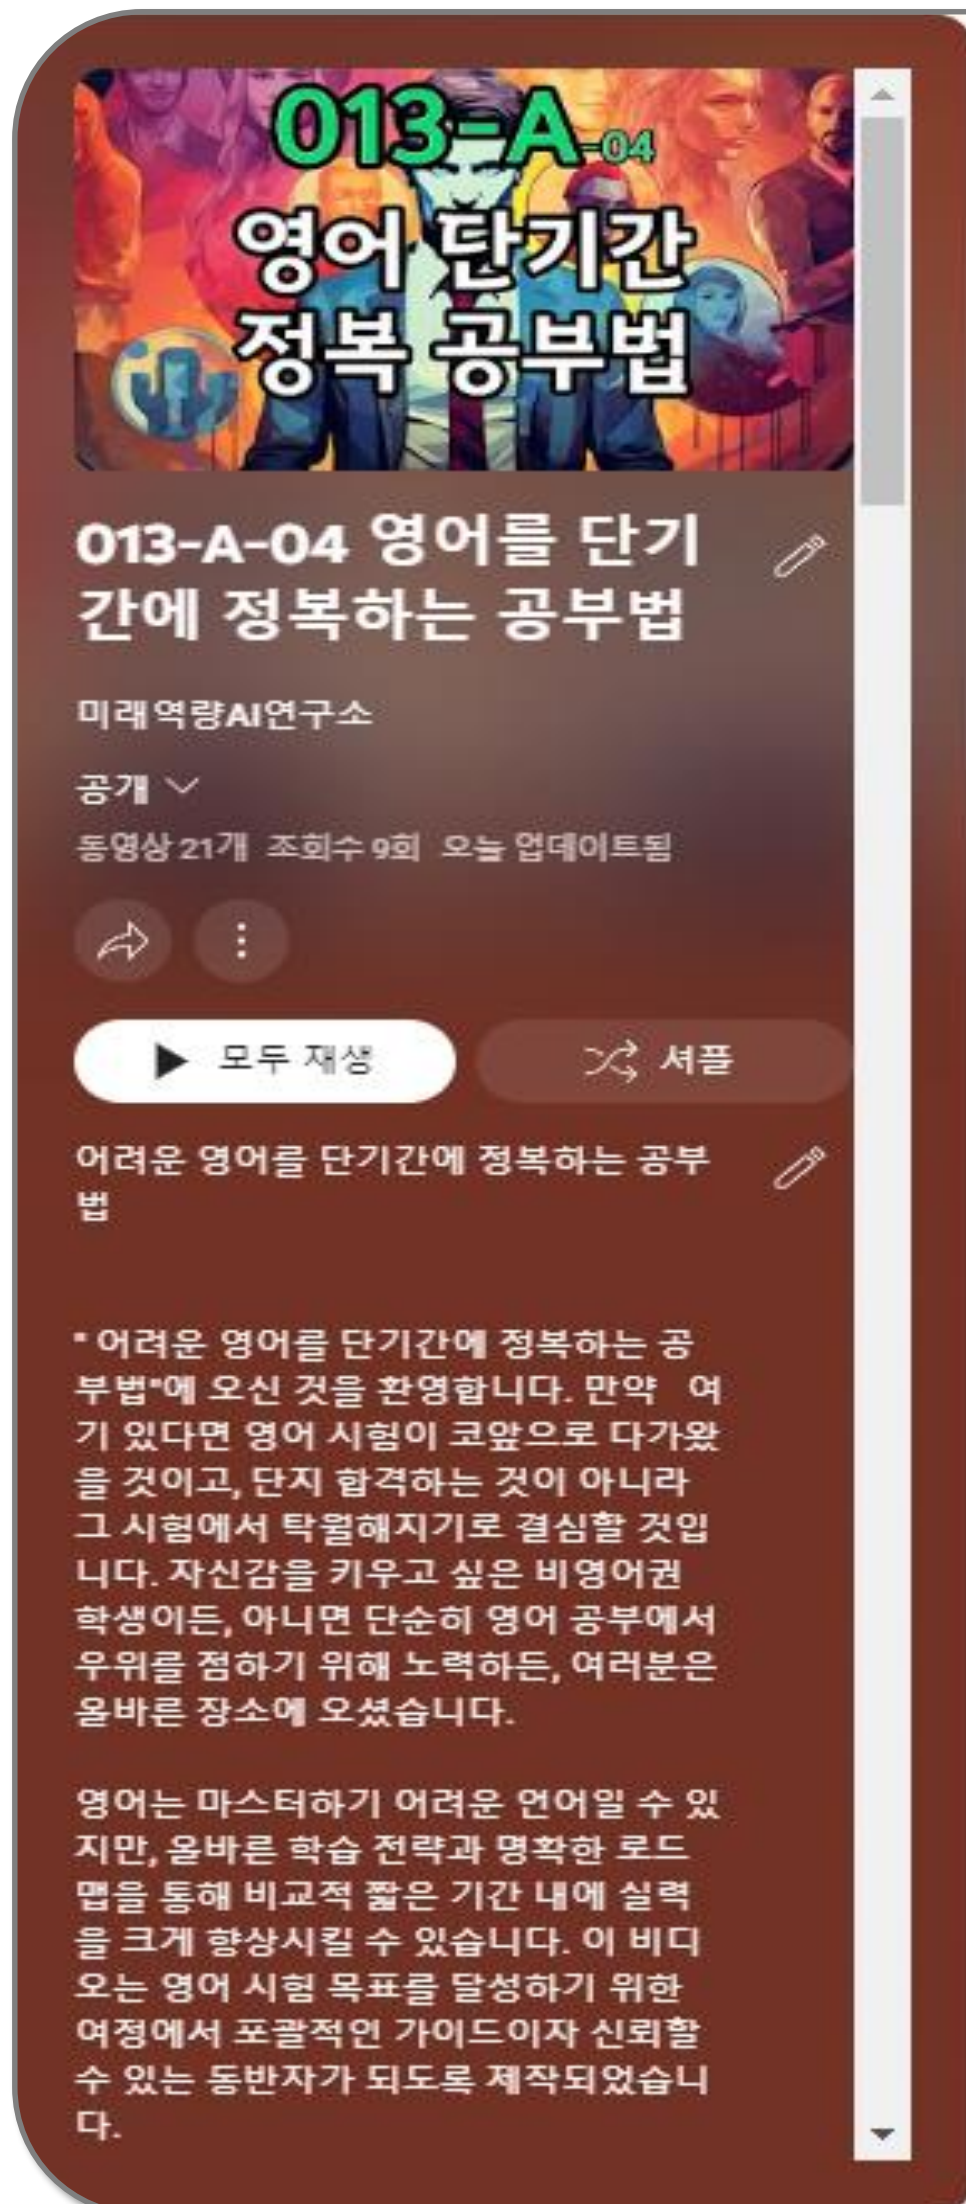 013-A-04
영어 단기간
정복 공부법
013-A-04 영어를 단기
간에 정복하는 공부법
미래역량AI연구소
공개
동영상 21개 조회수 9회 오늘 업데이트됨
모두 재생
셔플
어려운 영어를 단기간에 정복하는 공부
법
" 어려운 영어를 단기간에 정복하는 공
부법"에 오신 것을 환영합니다. 만약 여
기 있다면 영어 시험이 코앞으로 다가왔
을 것이고, 단지 합격하는 것이 아니라
그 시험에서 탁월해지기로 결심할 것입
니다. 자신감을 키우고 싶은 비영어권
학생이든, 아니면 단순히 영어 공부에서
우위를 점하기 위해 노력하든, 여러분은
올바른 장소에 오셨습니다.
영어는 마스터하기 어려운 언어일 수 있
지만, 올바른 학습 전략과 명확한 로드
맵을 통해 비교적 짧은 기간 내에 실력
을 크게 향상시킬 수 있습니다. 이 비디
오는 영어 시험 목표를 달성하기 위한
여정에서 포괄적인 가이드이자 신뢰할
수 있는 동반자가 되도록 제작되었습니
다.